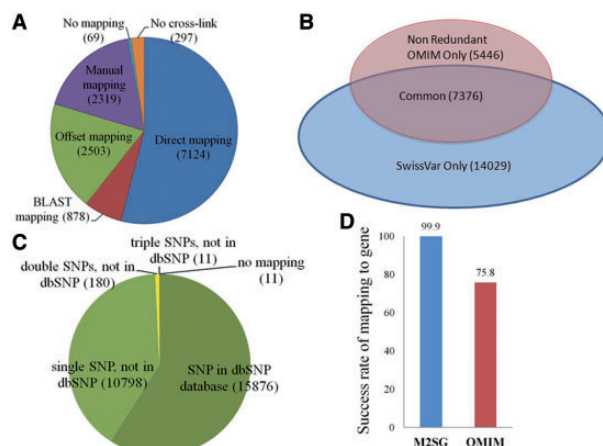 A
No mapping
(69)
No cross-link
(297)
Manual mapping
(2319)
Offset mapping
(2503)
Direct mapping
(7124)
BLAST
mapping (878)
B
Non Redundant
OMIM Only (5446)
Common (7376)
SwissVar Only (14029)
C
triple SNPs, not in
dbSNP (11)
double SNPs, not in
dbSNP (180)
no mapping
(11)
single SNP, not in
dbSNP (10798)
SNP in dbSNP
database (15876)
D
Success rate of mapping to gene
100
80
60
40
20
0
99.9
75.8
M2SG
OMIM